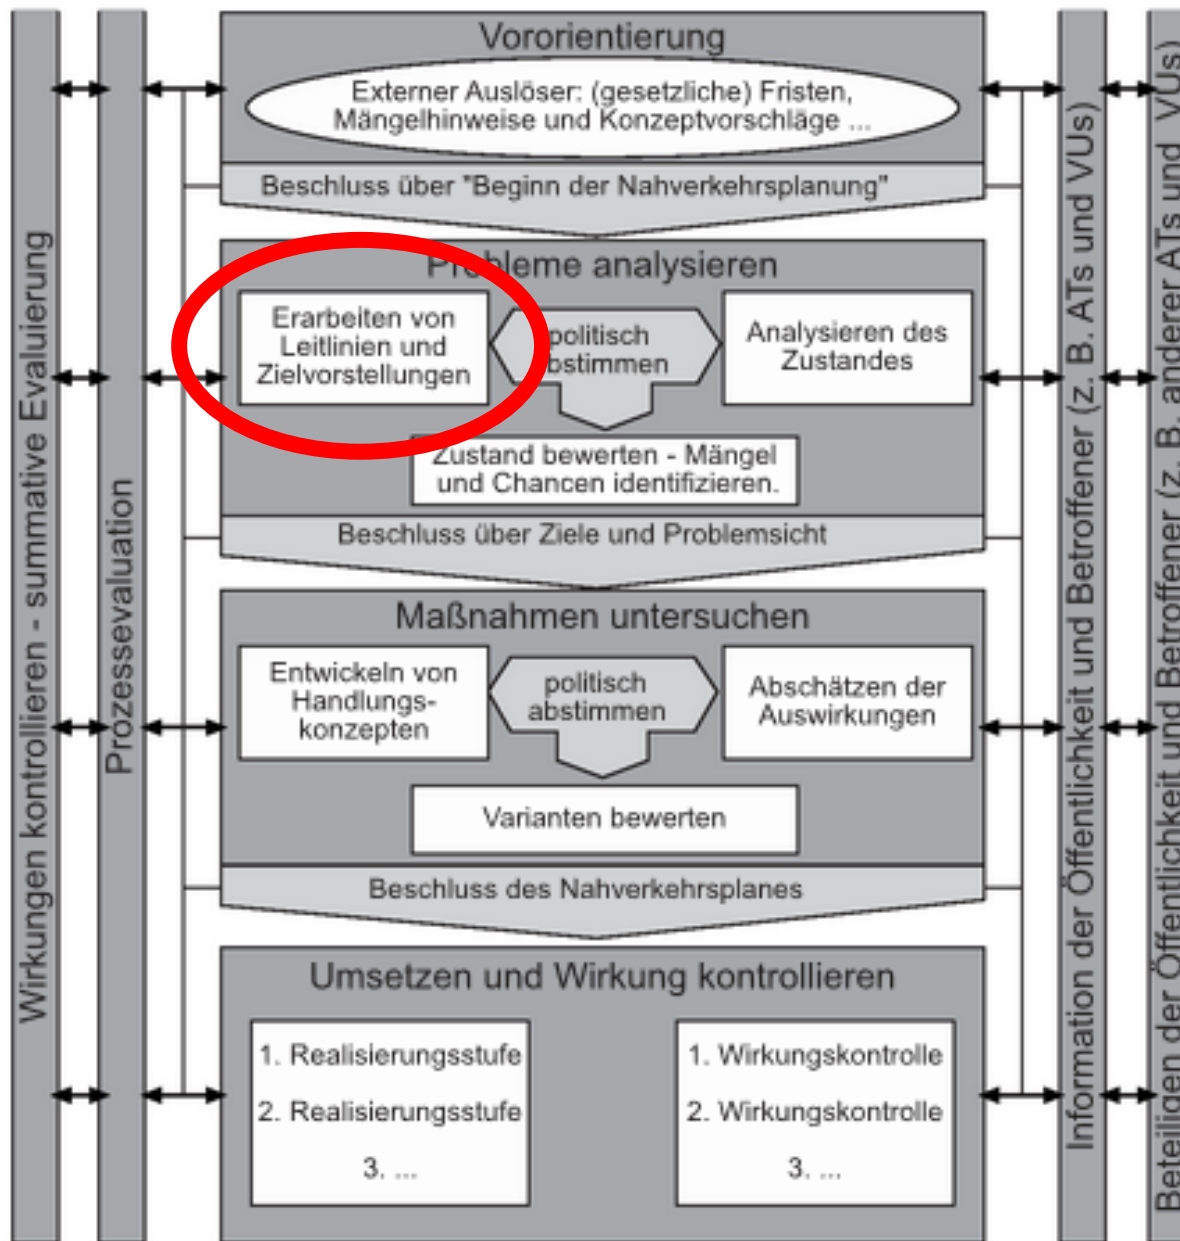 Vororientierung
Externer Auslöser: (gesetzliche) Fristen,
Mängelhinweise und Konzeptvorschläge ...
Beschluss über "Beginn der Nahverkehrsplanung"
Probleme analysieren
Erarbeiten von
Leitlinien und
Zielvorstellungen
politisch
abstimmen
Analysieren des
Zustandes
Zustand bewerten - Mängel
und Chancen identifizieren.
Beschluss über Ziele und Problemsicht
Maßnahmen untersuchen
Entwickeln von
Handlungs-
konzepten
politisch
abstimmen
Abschätzen der
Auswirkungen
Varianten bewerten
Beschluss des Nahverkehrsplanes
Umsetzen und Wirkung kontrollieren
1. Realisierungsstufe
2. Realisierungsstufe
3. ...
1. Wirkungskontrolle
2. Wirkungskontrolle
3. ...
Wirkungen kontrollieren - summative Evaluierung
Prozessevaluation
Information der Öffentlichkeit und Betroffener (z. B. ATs und VUs)
Beteiligen der Öffentlichkeit und Betroffener (z. B. anderer ATs und VUs)